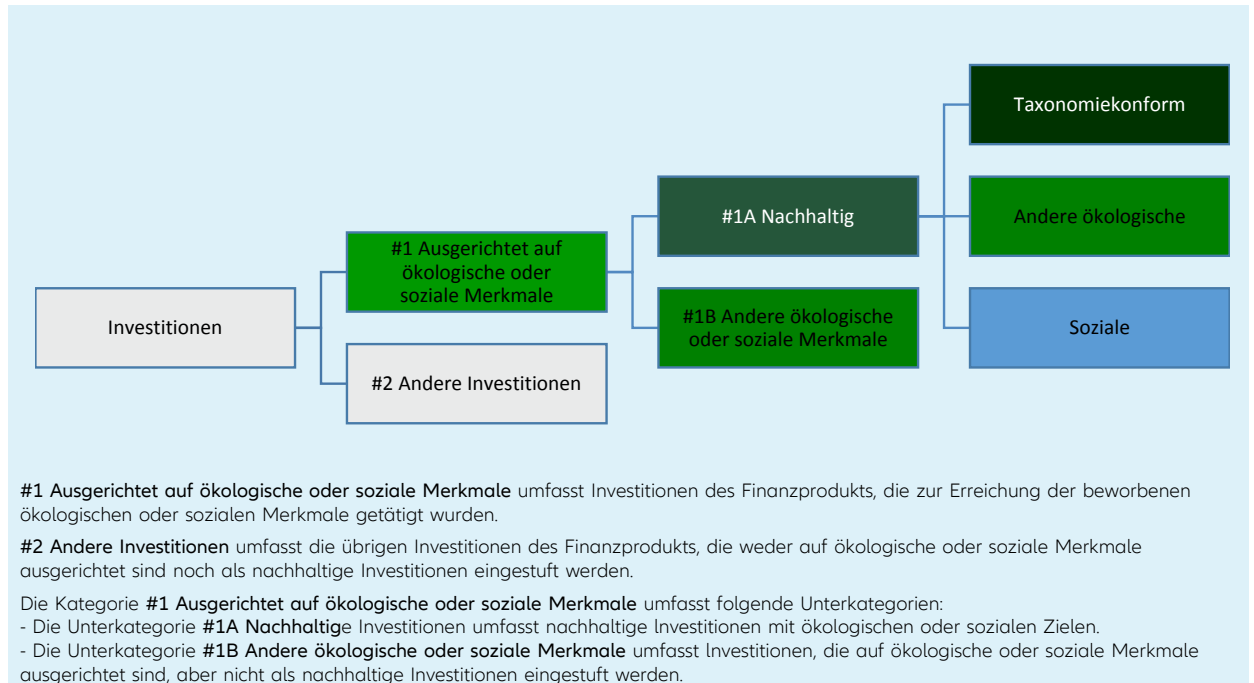 Taxonomiekonform
#1A Nachhaltig
Andere ökologische
#1 Ausgerichtet auf
ökologische oder
soziale Merkmale
Investitionen
#1B Andere ökologische
oder soziale Merkmale
Soziale
#2 Andere Investitionen
#1 Ausgerichtet auf ökologische oder soziale Merkmale umfasst Investitionen des Finanzprodukts, die zur Erreichung der beworbenen
ökologischen oder sozialen Merkmale getätigt wurden.
#2 Andere Investitionen umfasst die übrigen Investitionen des Finanzprodukts, die weder auf ökologische oder soziale Merkmale
ausgerichtet sind noch als nachhaltige Investitionen eingestuft werden.
Die Kategorie #1 Ausgerichtet auf ökologische oder soziale Merkmale umfasst folgende Unterkategorien:
- Die Unterkategorie #1A Nachhaltige Investitionen umfasst nachhaltige Investitionen mit ökologischen oder sozialen Zielen.
- Die Unterkategorie #1B Andere ökologische oder soziale Merkmale umfasst Investitionen, die auf ökologische oder soziale Merkmale
ausgerichtet sind, aber nicht als nachhaltige Investitionen eingestuft werden.